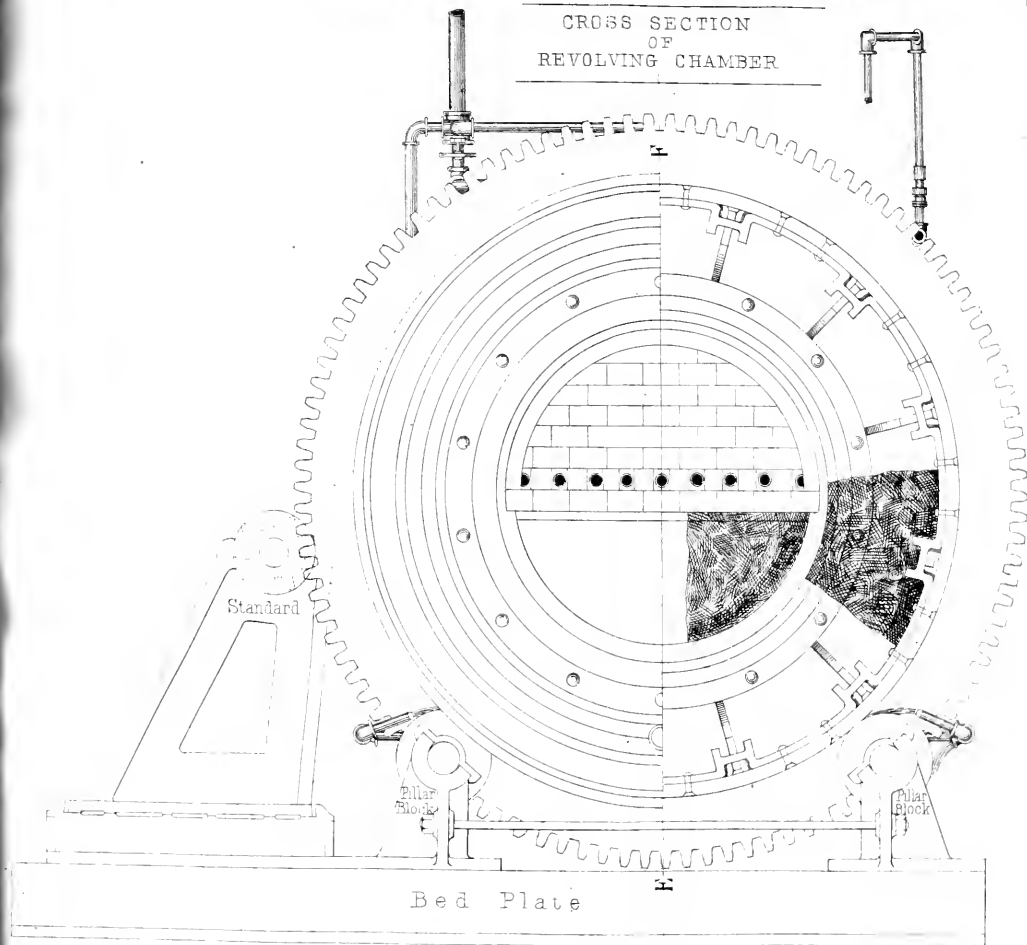 CROSS SECTION
OF
REVOLVING CHAMBER
Standard
Pillar
Block
Pillar
Block
Bed Plate